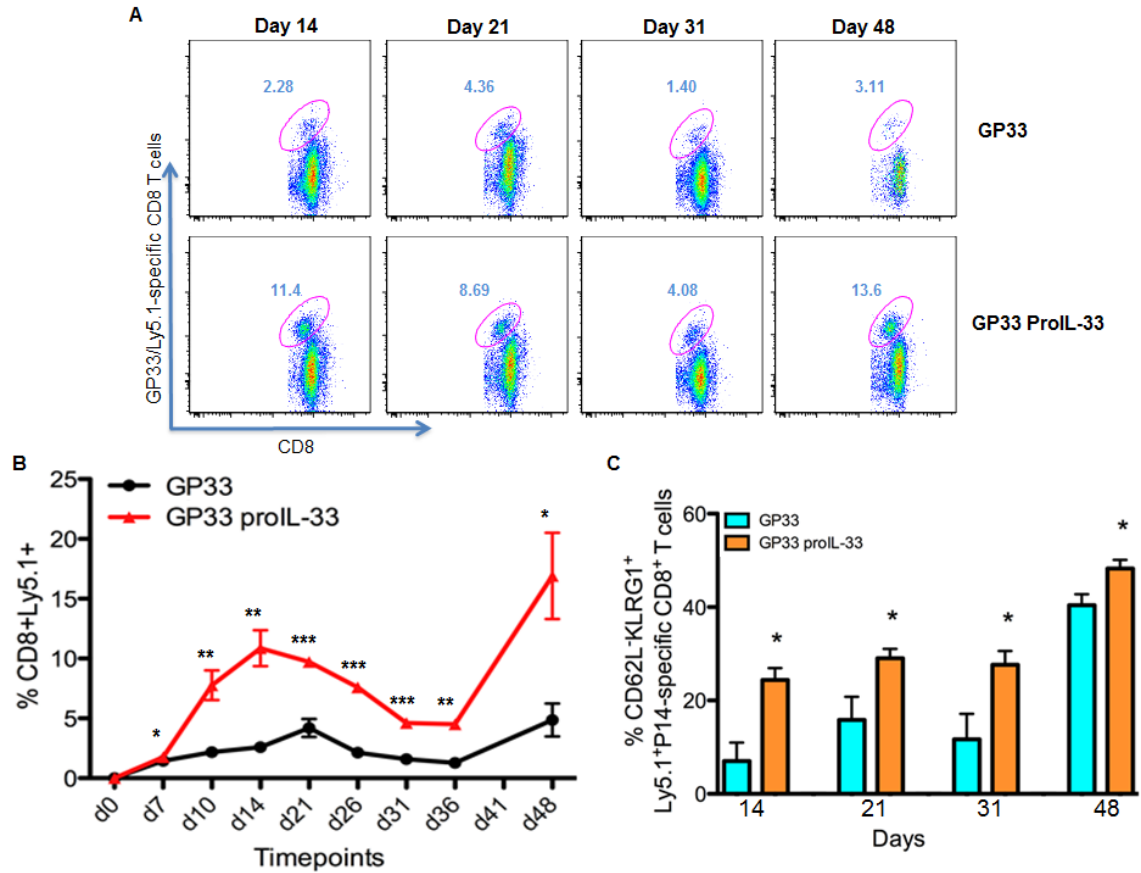 A
Day 14
Day 21
Day 31
Day 48
2.28
4.36
1.40
3.11
GP33
11.4
8.69
4.08
13.6
GP33 ProIL-33
GP33/Ly5.1-specific CD8 T cells
CD8
B
25
20
15
10
5
0
GP33
GP33 proIL-33
*
**
**
***
***
***
**
*
% CD8+Ly5.1+
d0
d7
d10
d14
d21
d26
d31
d36
d41
d48
Timepoints
C
% CD62L⁻KLRG1⁺
Ly5.1⁺P14-specific CD8⁺ T cells
60
40
20
0
GP33
GP33 proIL-33
*
*
*
*
14
21
31
48
Days